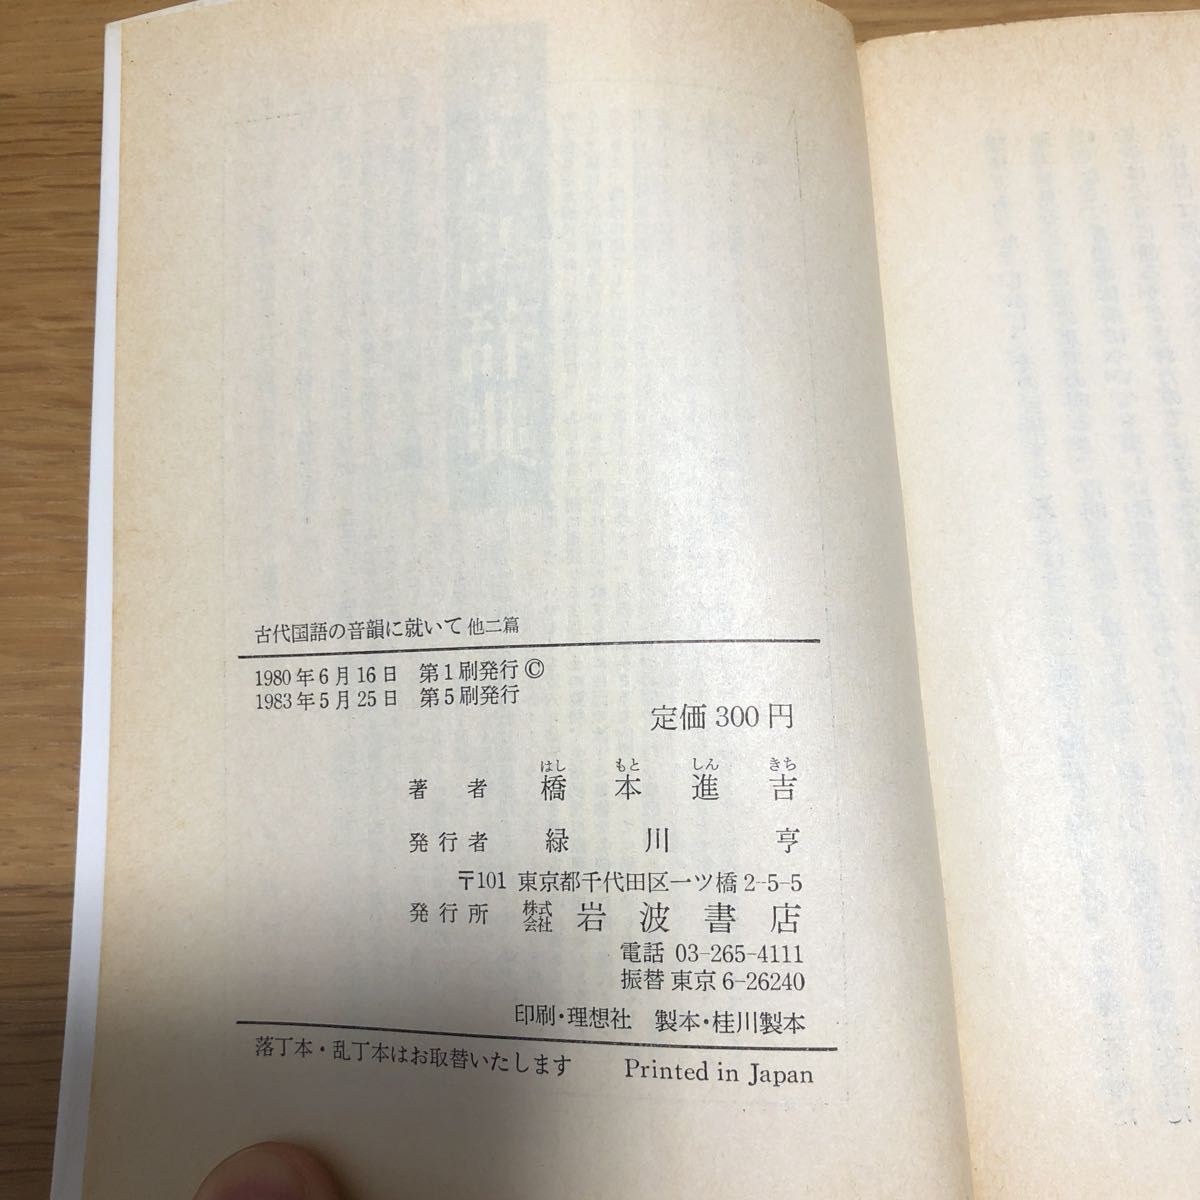 古代国語の音韻に就いて 他二篇
1980年6月16日 第1刷発行 ©
1983年5月25日 第5刷発行
定価 300円
はし もと しん きち
著者 橋本進吉
発行者 緑川亨
〒101 東京都千代田区一ツ橋2-5-5
発行所 株式会社 岩波書店
電話 03-265-4111
振替 東京6-26240
印刷・理想社 製本・桂川製本
落丁本・乱丁本はお取替いたします Printed in Japan